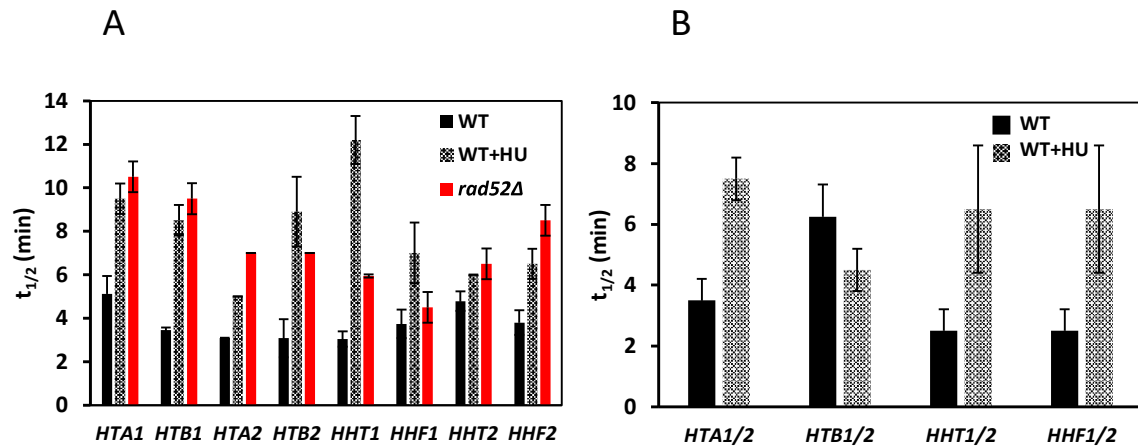 A
t1/2 (min)
14
12
10
8
6
4
2
0
WT
WT+HU
rad52Δ
HTA1 HTB1 HTA2 HTB2 HHT1 HHF1 HHT2 HHF2
B
t1/2 (min)
10
8
6
4
2
0
WT
WT+HU
HTA1/2 HTB1/2 HHT1/2 HHF1/2